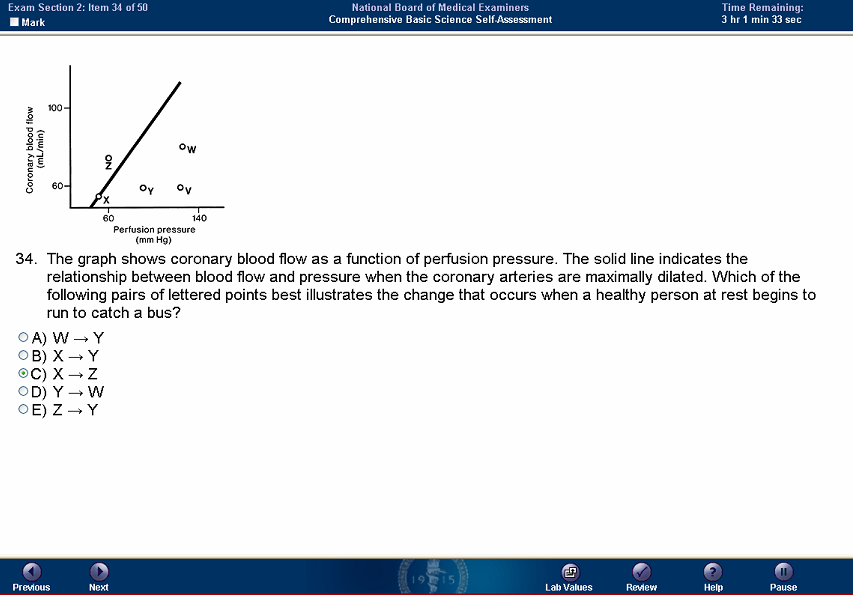 Exam Section 2: Item 34 of 50
National Board of Medical Examiners
Time Remaining:
Mark
Comprehensive Basic Science Self-Assessment
3 hr 1 min 33 sec
Coronary blood flow
(mL/min)
100
60
W
Z
X
Y
V
60
140
Perfusion pressure
(mm Hg)
34. The graph shows coronary blood flow as a function of perfusion pressure. The solid line indicates the
relationship between blood flow and pressure when the coronary arteries are maximally dilated. Which of the
following pairs of lettered points best illustrates the change that occurs when a healthy person at rest begins to
run to catch a bus?
A) W → Y
B) X → Y
C) X → Z
D) Y → W
E) Z → Y
1915
Previous
Next
Lab Values
Review
Help
Pause